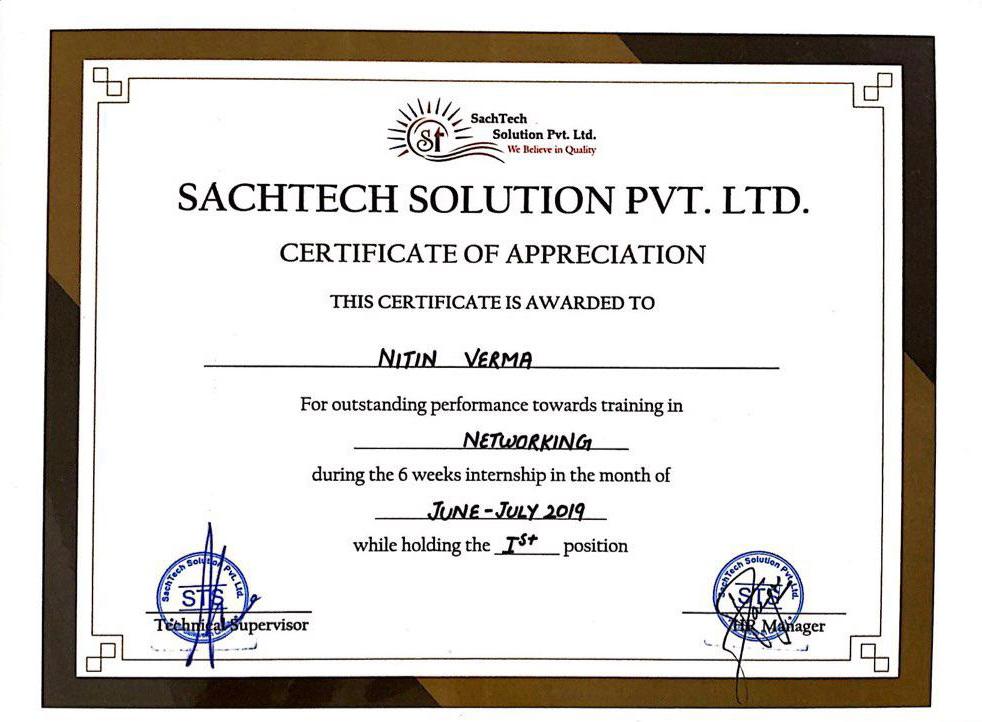 St
SachTech
Solution Pvt. Ltd.
We Believe in Quality
SACHTECH SOLUTION PVT. LTD.
CERTIFICATE OF APPRECIATION
THIS CERTIFICATE IS AWARDED TO
NITIN VERMA
For outstanding performance towards training in
NETWORKING
during the 6 weeks internship in the month of
JUNE-JULY 2019
while holding the Ist position
SachTech Solution Pvt. Ltd.
STS
Technical Supervisor
SachTech Solution Pvt. Ltd.
STS
HR Manager